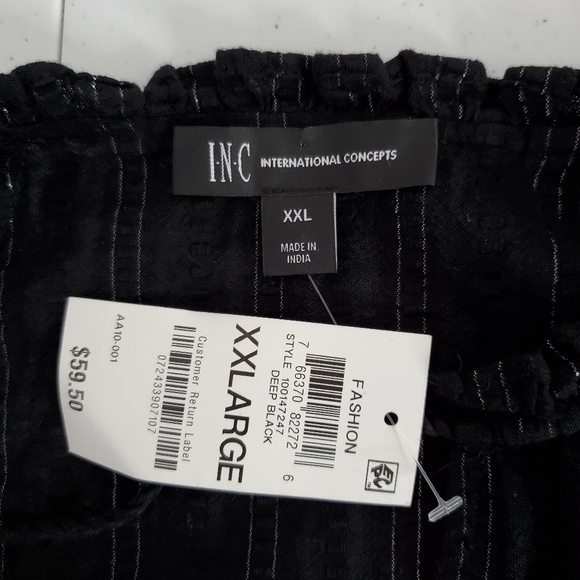 I·N·C INTERNATIONAL CONCEPTS
XXL
MADE IN
INDIA
FASHION
7 66370 82272 6
STYLE 100147247
DEEP BLACK
XXLARGE
Customer Return Label
072433907107
AA10-001
$59.50